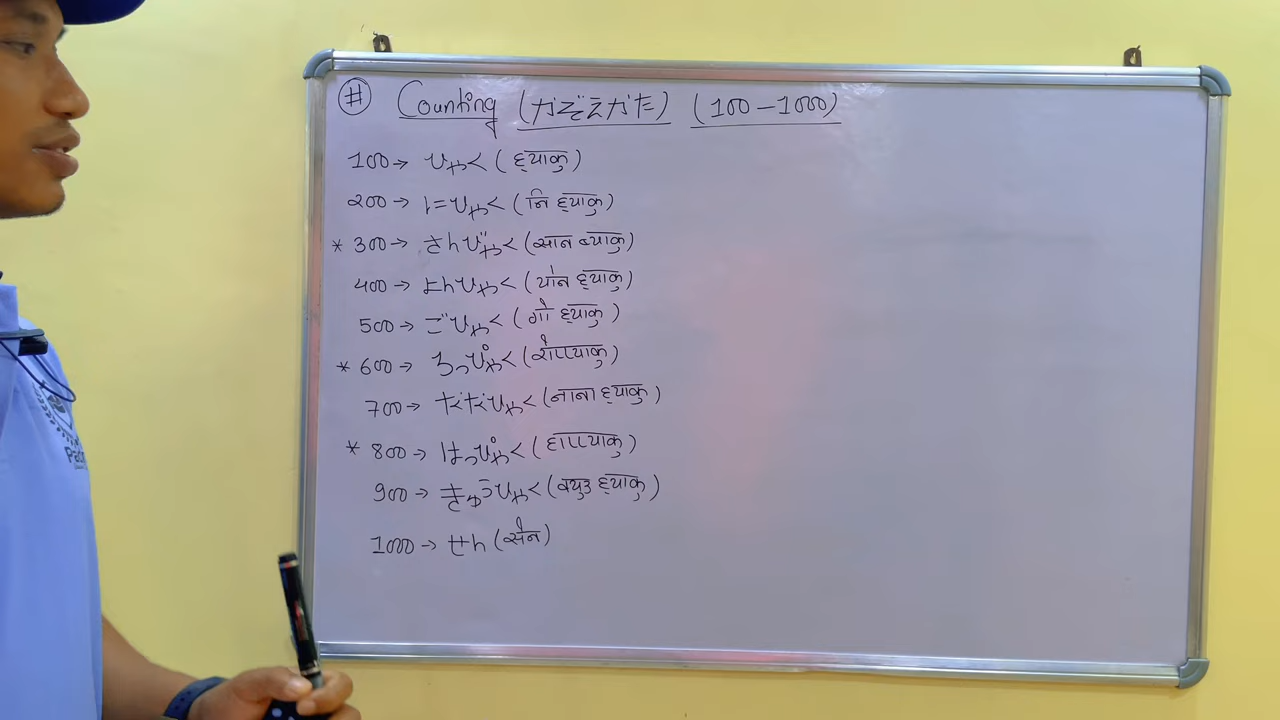 # Counting (かぞえかた) (100 - 1000)
100 → ひゃく (ह्याकु)
200 → にひゃく (नि ह्याकु)
* 300 → さんびゃく (सान ब्याकु)
400 → よんひゃく (योन ह्याकु)
500 → ごひゃく (गो ह्याकु)
* 600 → ろっぴゃく (रोप्प्याकु)
700 → ななひゃく (नाना ह्याकु)
* 800 → はっぴゃく (हाप्प्याकु)
900 → きゅうひゃく (क्युउ ह्याकु)
1000 → せん (सेन)